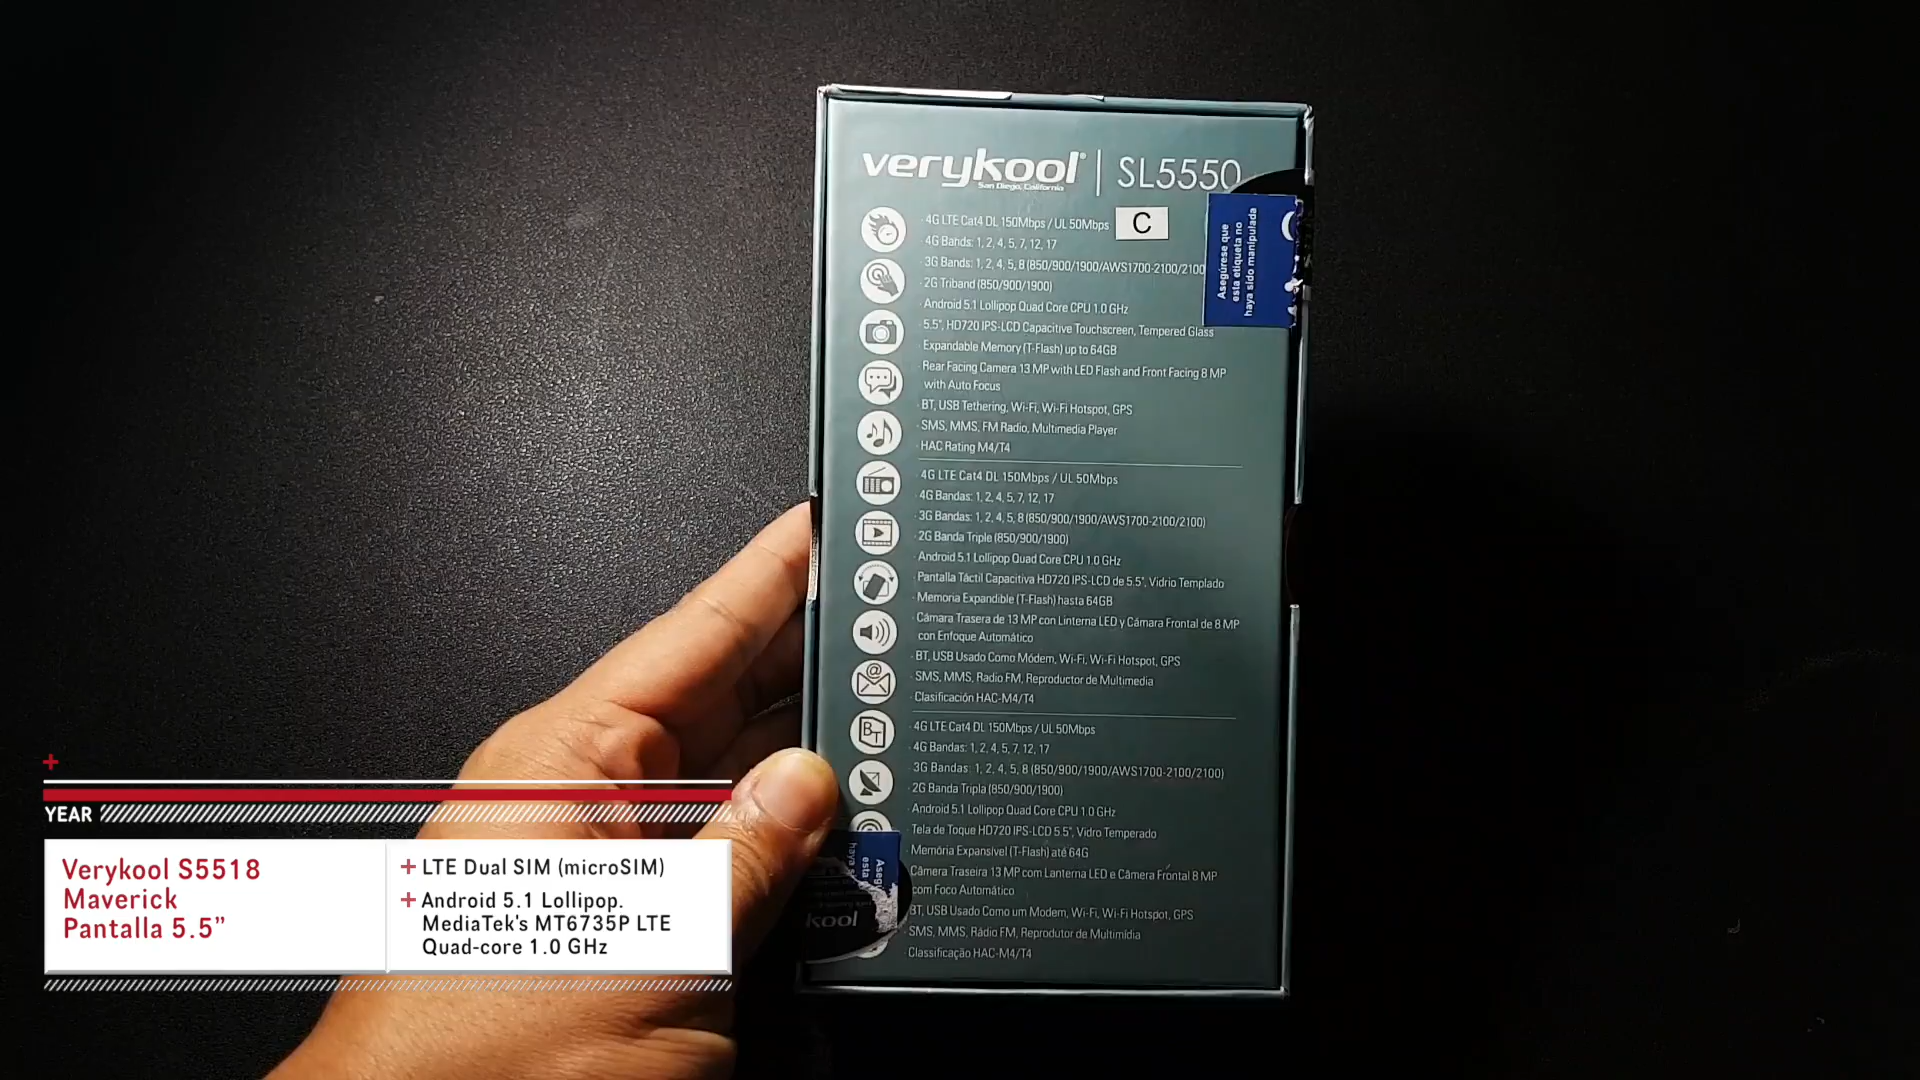 verykool® | SL5550
San Diego, California
· 4G LTE Cat4 DL 150Mbps / UL 50Mbps
C
· 4G Bands: 1, 2, 4, 5, 7, 12, 17
· 3G Bands: 1, 2, 4, 5, 8 (850/900/1900/AWS1700-2100/2100
· 2G Triband (850/900/1900)
· Android 5.1 Lollipop Quad Core CPU 1.0 GHz
· 5.5", HD720 IPS-LCD Capacitive Touchscreen, Tempered Glass
· Expandable Memory (T-Flash) up to 64GB
· Rear Facing Camera 13 MP with LED Flash and Front Facing 8 MP
with Auto Focus
· BT, USB Tethering, Wi-Fi, Wi-Fi Hotspot, GPS
· SMS, MMS, FM Radio, Multimedia Player
· HAC Rating M4/T4
Asegúrese que
esta etiqueta no
haya sido manipulada
· 4G LTE Cat4 DL 150Mbps / UL 50Mbps
· 4G Bandas: 1, 2, 4, 5, 7, 12, 17
· 3G Bandas: 1, 2, 4, 5, 8 (850/900/1900/AWS1700-2100/2100)
· 2G Banda Triple (850/900/1900)
· Android 5.1 Lollipop Quad Core CPU 1.0 GHz
· Pantalla Táctil Capacitiva HD720 IPS-LCD de 5.5", Vidrio Templado
· Memoria Expandible (T-Flash) hasta 64GB
· Cámara Trasera de 13 MP con Linterna LED y Cámara Frontal de 8 MP
con Enfoque Automático
· BT, USB Usado Como Módem, Wi-Fi, Wi-Fi Hotspot, GPS
· SMS, MMS, Radio FM, Reproductor de Multimedia
· Clasificación HAC-M4/T4
@
BT
· 4G LTE Cat4 DL 150Mbps / UL 50Mbps
· 4G Bandas: 1, 2, 4, 5, 7, 12, 17
· 3G Bandas: 1, 2, 4, 5, 8 (850/900/1900/AWS1700-2100/2100)
· 2G Banda Tripla (850/900/1900)
· Android 5.1 Lollipop Quad Core CPU 1.0 GHz
· Tela de Toque HD720 IPS-LCD 5.5", Vidro Temperado
· Memória Expansível (T-Flash) até 64G
Câmera Traseira 13 MP com Lanterna LED e Câmera Frontal 8 MP
com Foco Automático
BT, USB Usado Como um Modem, Wi-Fi, Wi-Fi Hotspot, GPS
· SMS, MMS, Rádio FM, Reprodutor de Multimídia
· Classificação HAC-M4/T4
Aseg
esta
haya s
kool
YEAR
Verykool S5518
Maverick
Pantalla 5.5”
+ LTE Dual SIM (microSIM)
+ Android 5.1 Lollipop.
MediaTek's MT6735P LTE
Quad-core 1.0 GHz